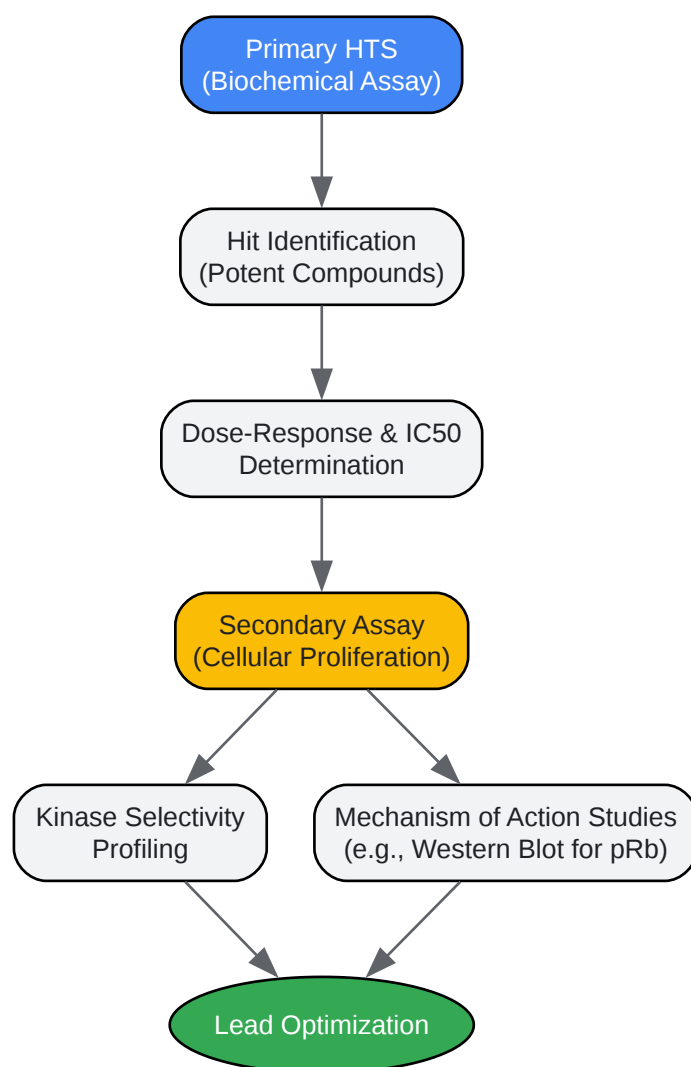 Primary HTS
(Biochemical Assay)
Hit Identification
(Potent Compounds)
Dose-Response & IC50
Determination
Secondary Assay
(Cellular Proliferation)
Kinase Selectivity
Profiling
Mechanism of Action Studies
(e.g., Western Blot for pRb)
Lead Optimization